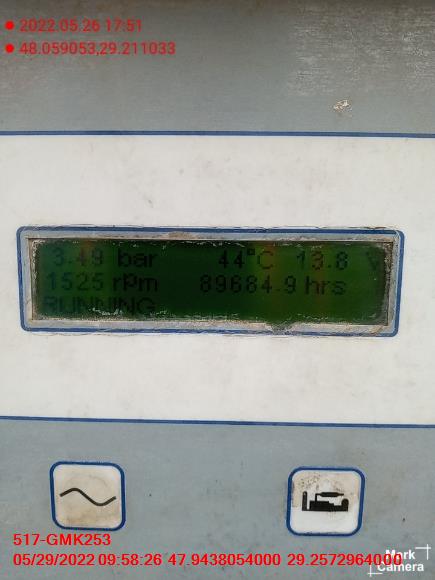 2022.05.26 17:51
48.059053,29.211033
3.49 bar 44°C 13.8 V
1525 rpm 89684.9 hrs
RUNNING
517-GMK253
05/29/2022 09:58:26 47.9438054000 29.2572964000
Mark
Camera